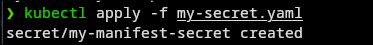 ❯ kubectl apply -f my-secret.yaml
secret/my-manifest-secret created